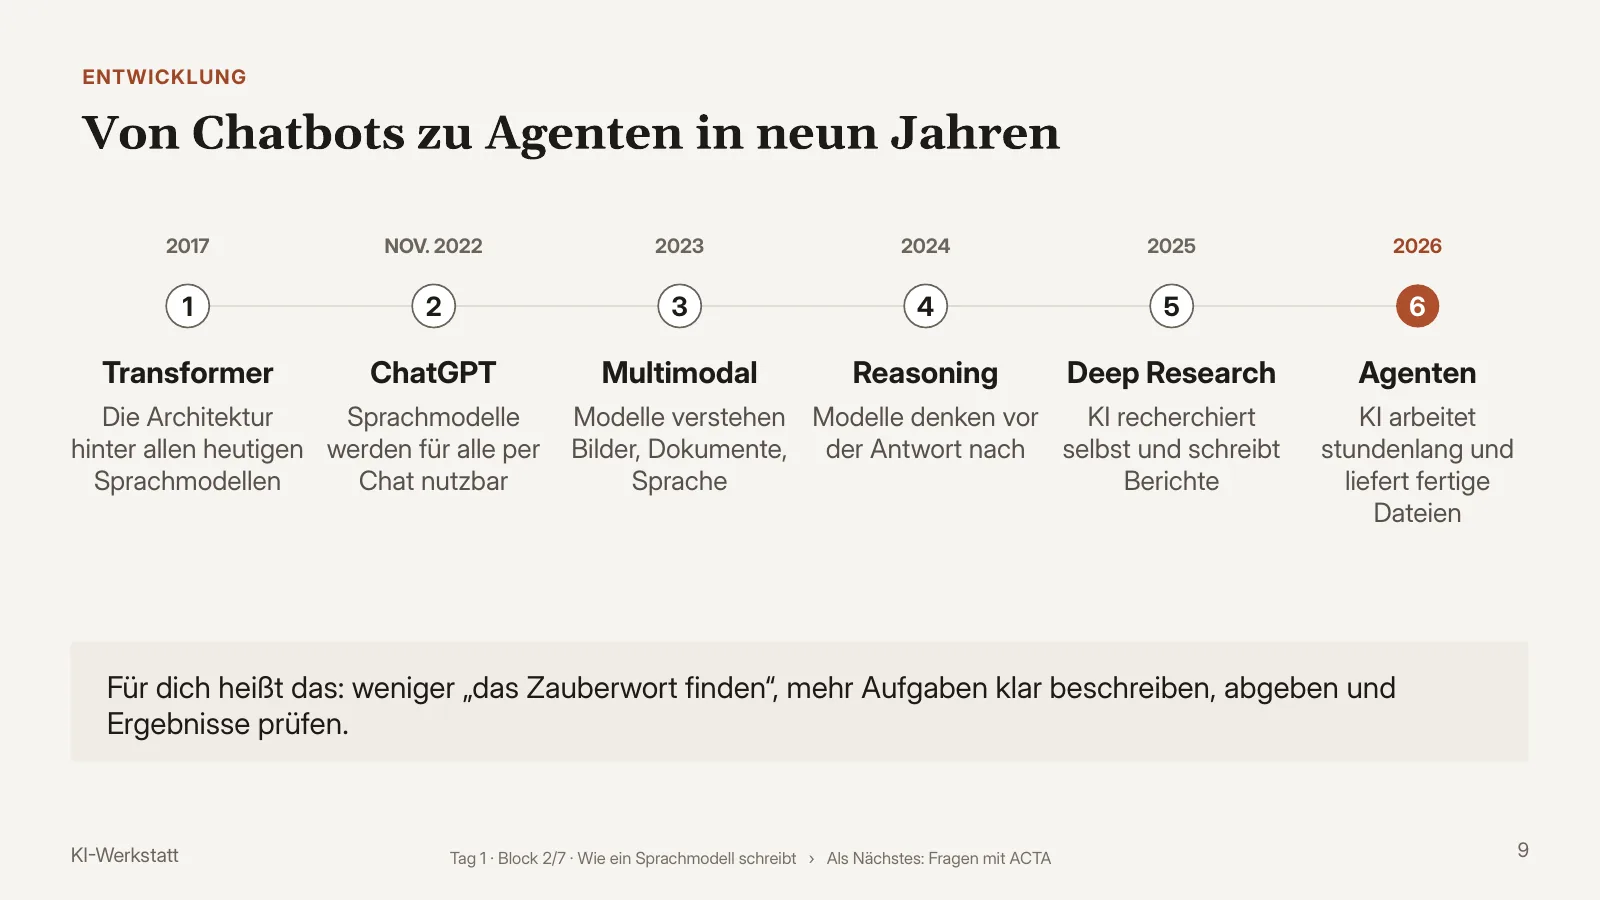 ENTWICKLUNG
Von Chatbots zu Agenten in neun Jahren
2017
1
Transformer
Die Architektur
hinter allen heutigen
Sprachmodellen
NOV. 2022
2
ChatGPT
Sprachmodelle
werden für alle per
Chat nutzbar
2023
3
Multimodal
Modelle verstehen
Bilder, Dokumente,
Sprache
2024
4
Reasoning
Modelle denken vor
der Antwort nach
2025
5
Deep Research
KI recherchiert
selbst und schreibt
Berichte
2026
6
Agenten
KI arbeitet
stundenlang und
liefert fertige
Dateien
Für dich heißt das: weniger „das Zauberwort finden“, mehr Aufgaben klar beschreiben, abgeben und
Ergebnisse prüfen.
KI-Werkstatt
Tag 1 · Block 2/7 · Wie ein Sprachmodell schreibt › Als Nächstes: Fragen mit ACTA
9